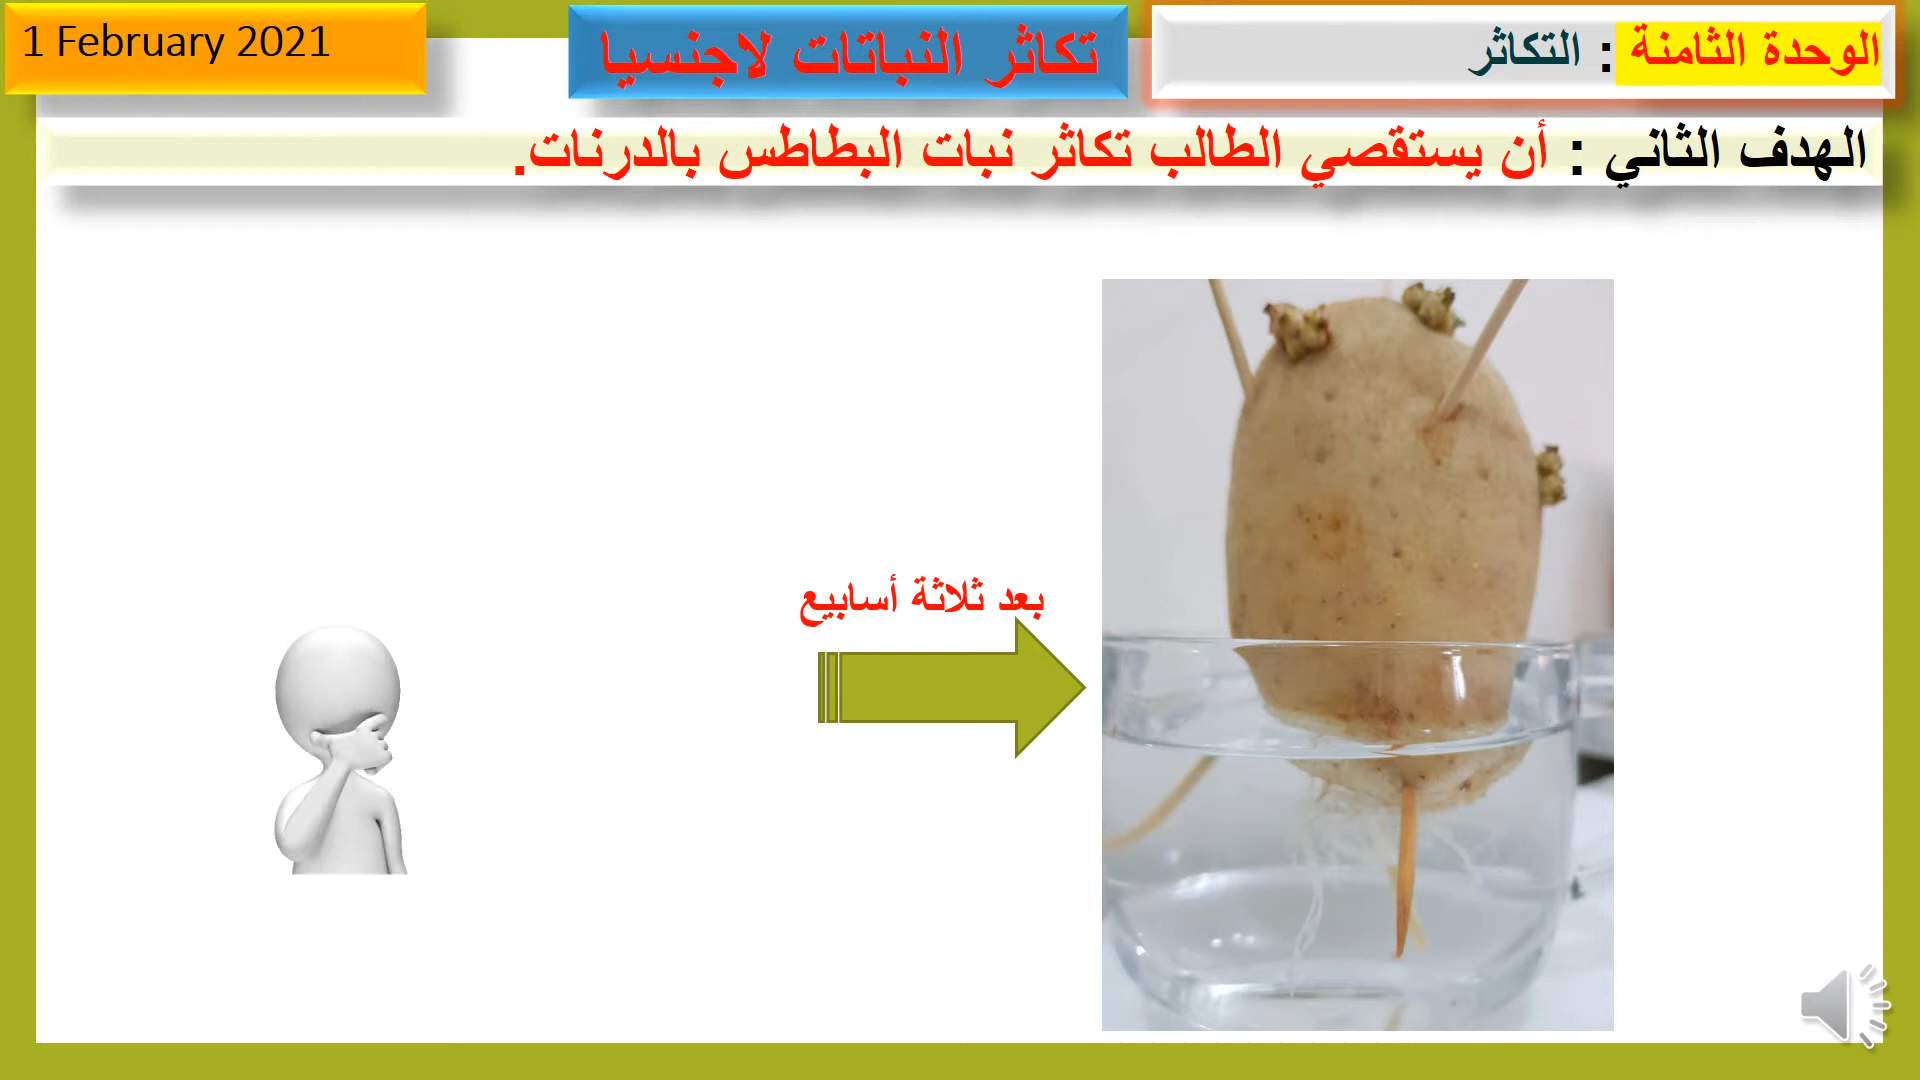 الوحدة الثامنة : التكاثر
تكاثر النباتات لاجنسيا
1 February 2021
الهدف الثاني : أن يستقصي الطالب تكاثر نبات البطاطس بالدرنات.
بعد ثلاثة أسابيع